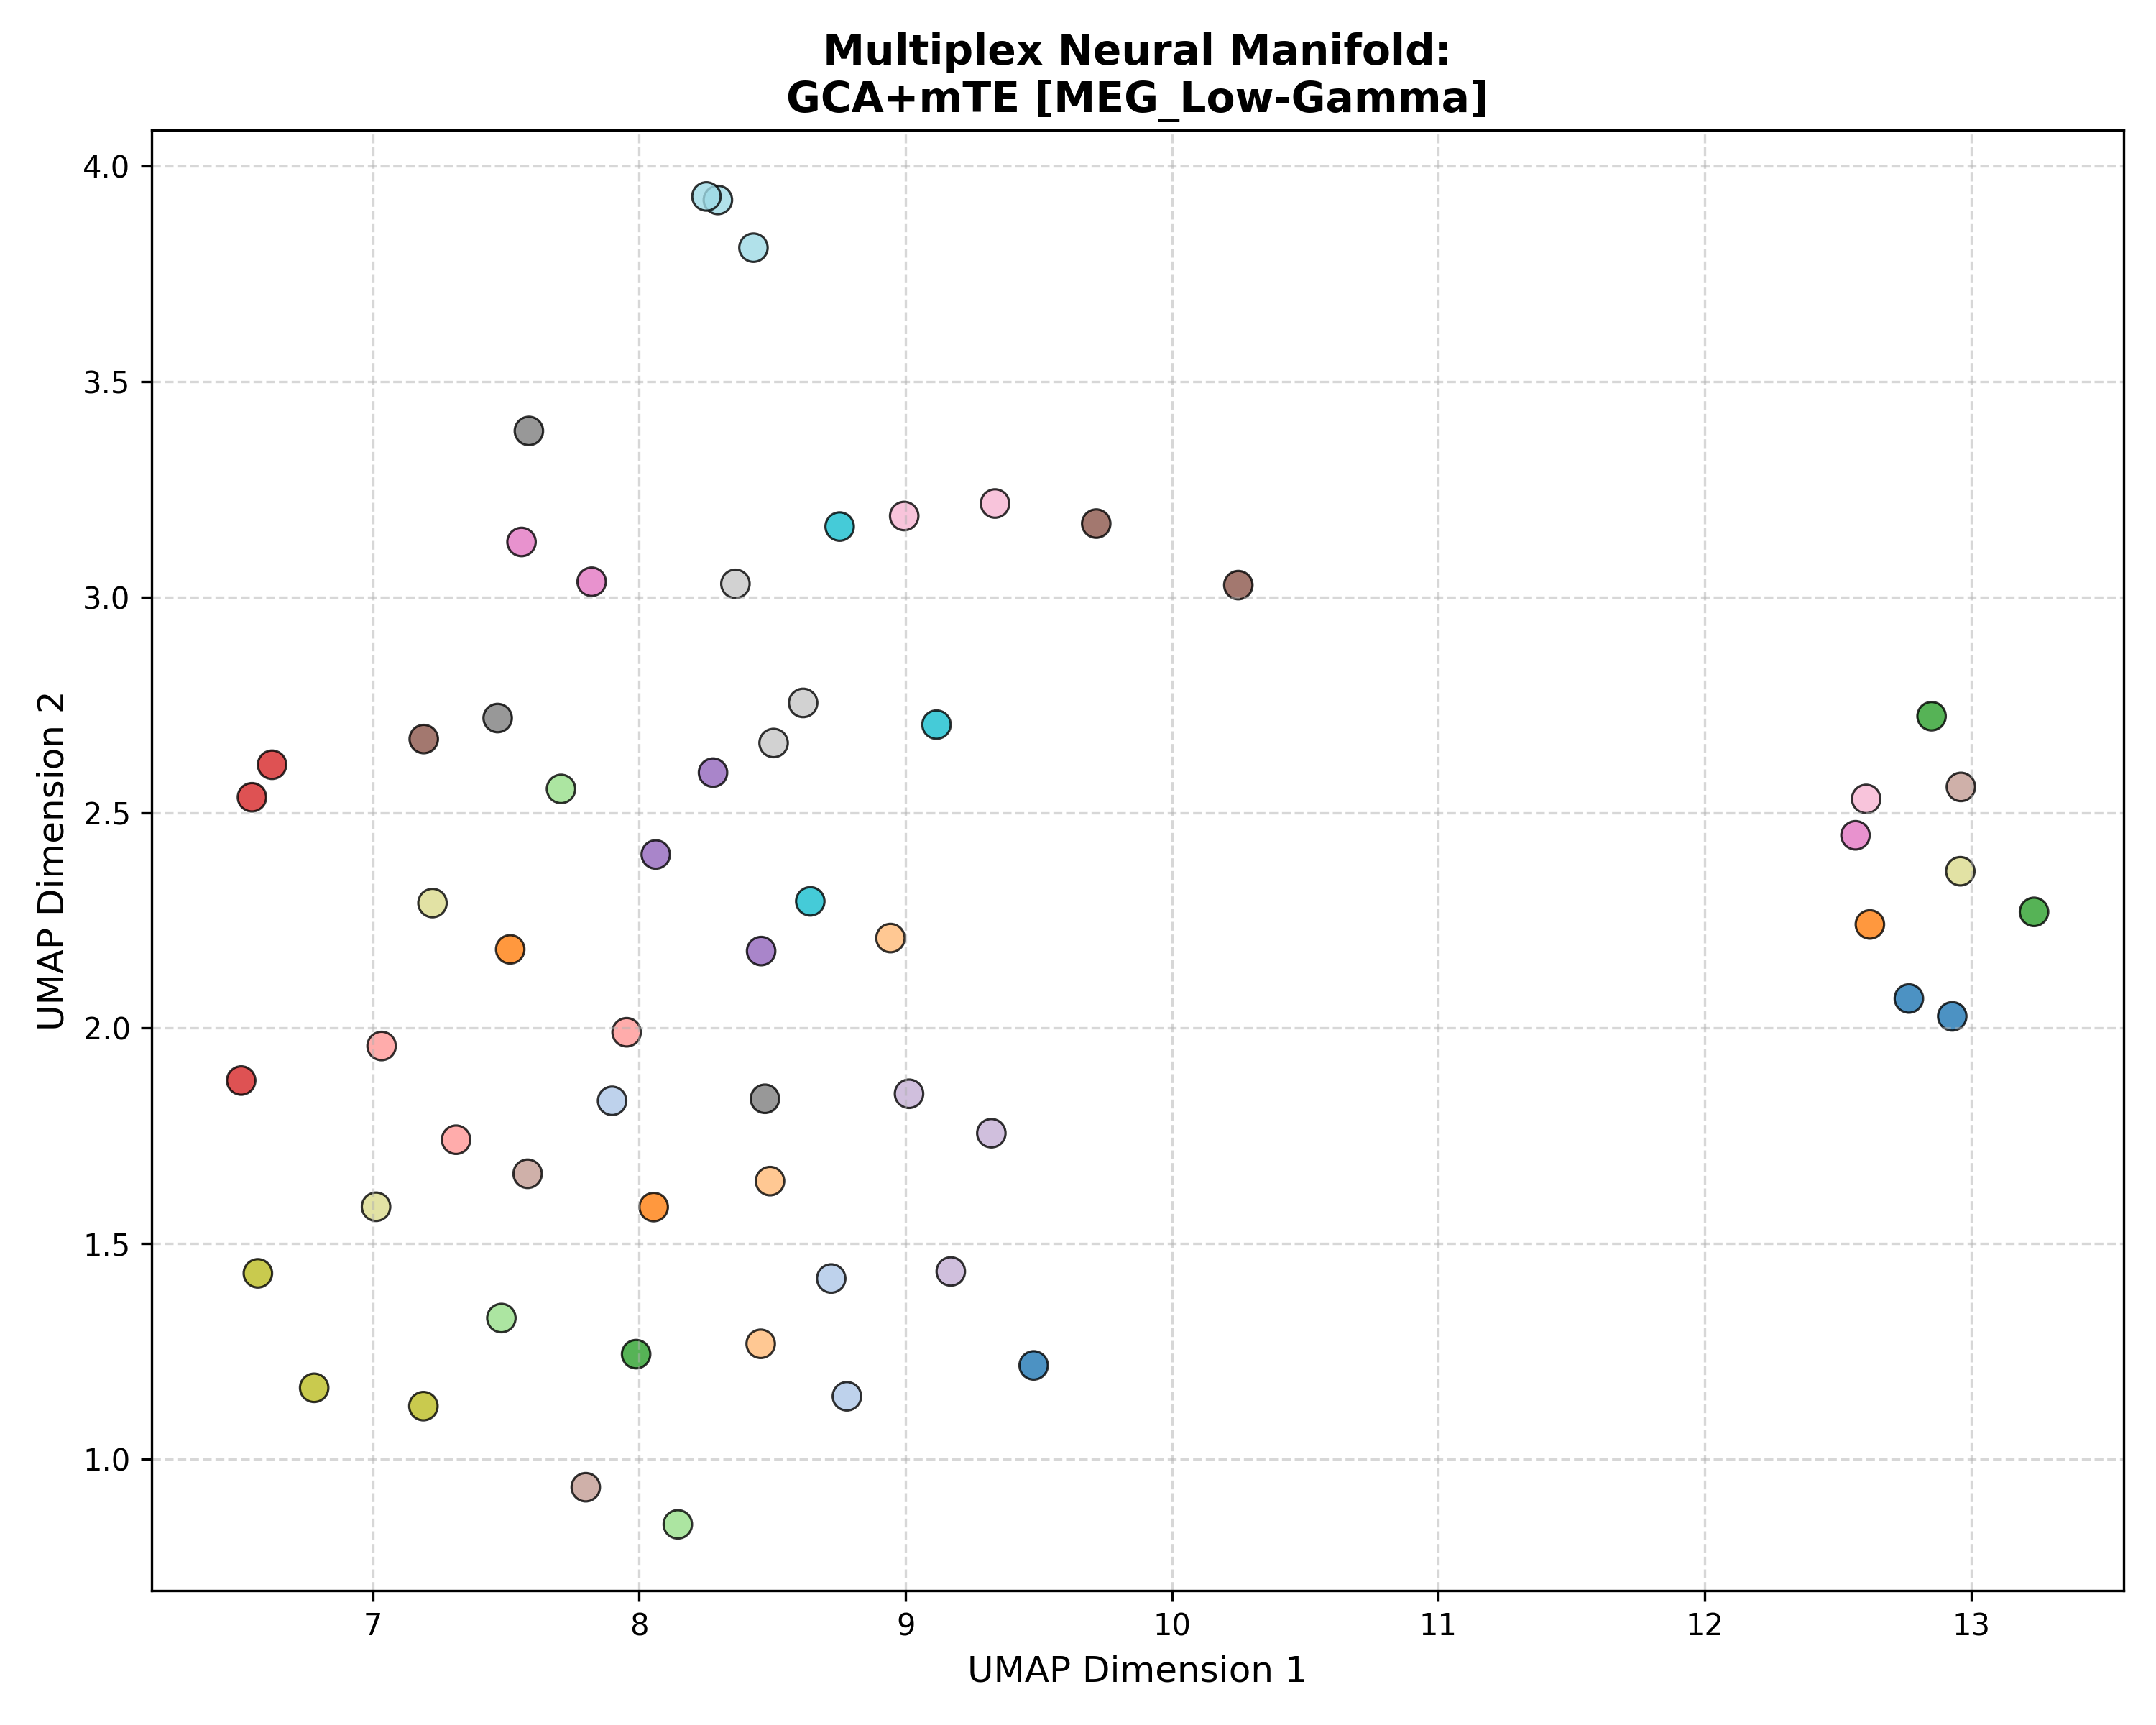 Multiplex Neural Manifold:
GCA+mTE [MEG_Low-Gamma]
4.0
3.5
3.0
2.5
2.0
1.5
1.0
UMAP Dimension 2
7 8 9 10 11 12 13
UMAP Dimension 1